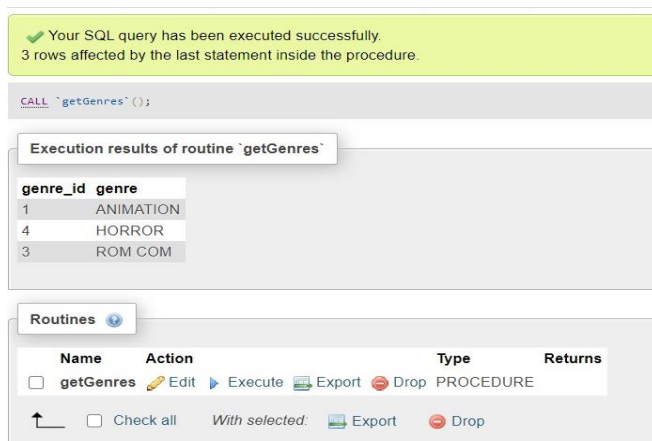 Your SQL query has been executed successfully.
3 rows affected by the last statement inside the procedure.
CALL `getGenres`();
Execution results of routine `getGenres`
genre_id genre
1 ANIMATION
4 HORROR
3 ROM COM
Routines
Name Action Type Returns
getGenres Edit Execute Export Drop PROCEDURE
Check all With selected: Export Drop